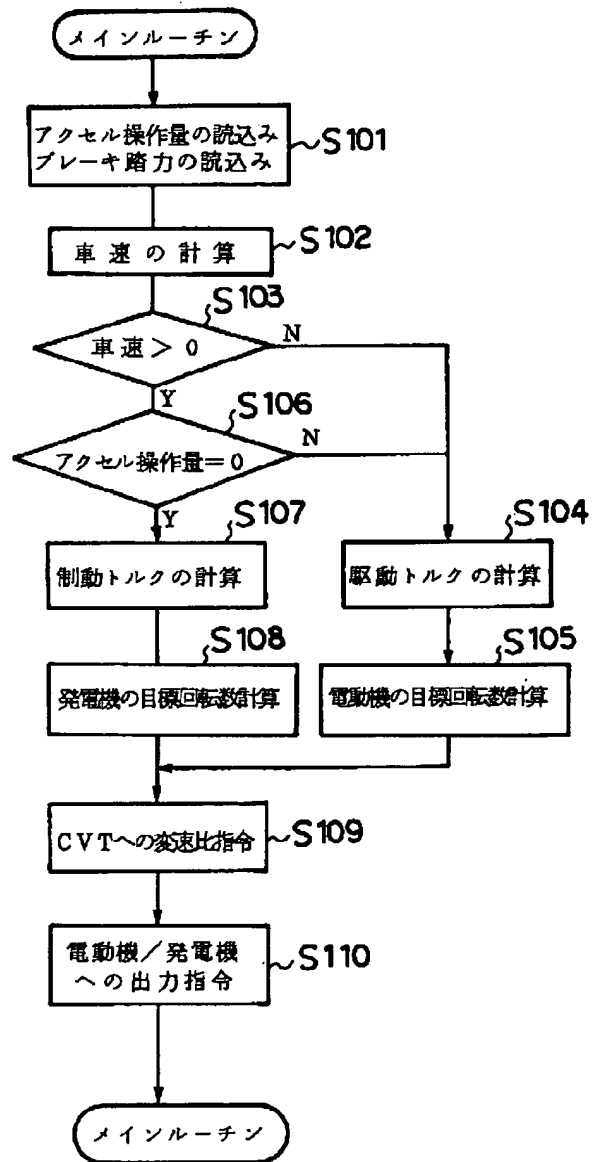 メインルーチン
アクセル操作量の読込み
ブレーキ踏力の読込み
S101
車速の計算
S102
S103
車速>0
N
Y
S106
アクセル操作量=0
N
Y
S107
S104
制動トルクの計算
駆動トルクの計算
S108
S105
発電機の目標回転数計算
電動機の目標回転数計算
CVTへの変速比指令
S109
電動機/発電機
への出力指令
S110
メインルーチン